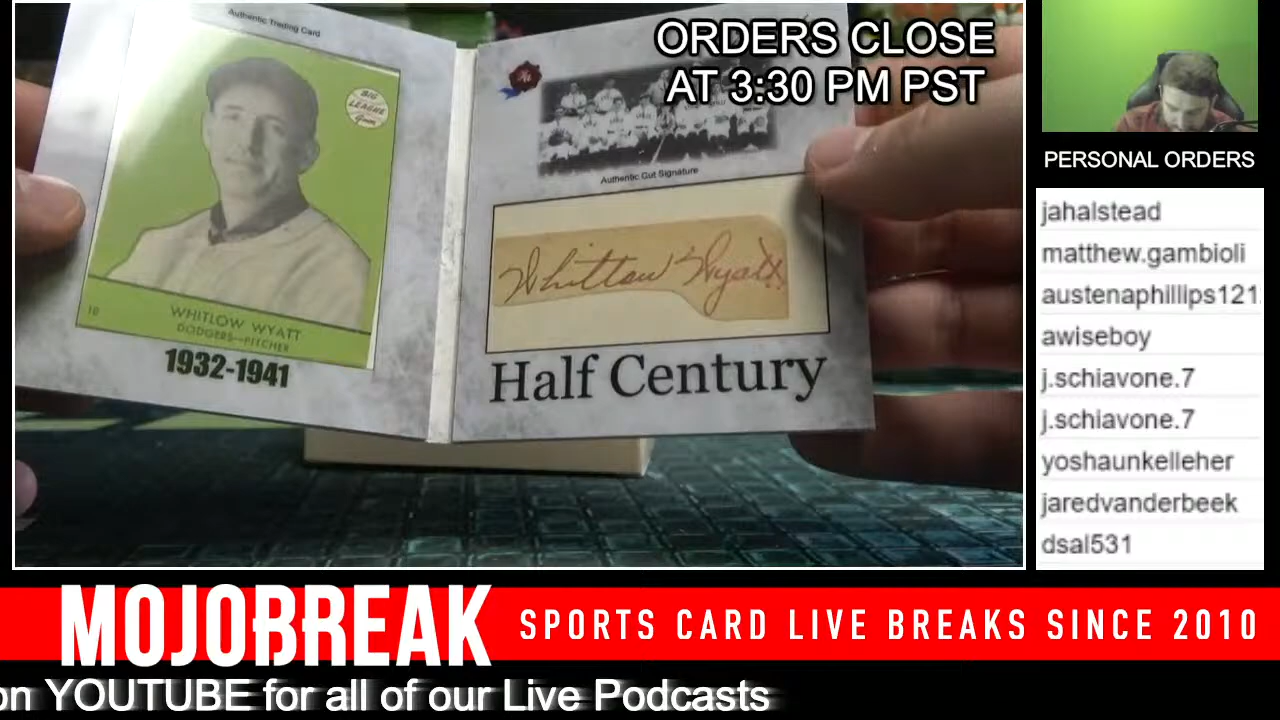 Authentic Trading Card
BIG
LEAGUE
Gum
10
WHITLOW WYATT
DODGERS—PITCHER
1932-1941
Authentic Cut Signature
Whitlow Wyatt
Half Century
ORDERS CLOSE
AT 3:30 PM PST
PERSONAL ORDERS
jahalstead
matthew.gambioli
austenaphillips121
awiseboy
j.schiavone.7
j.schiavone.7
yoshaunkelleher
jaredvanderbeek
dsal531
MOJOBREAK
SPORTS CARD LIVE BREAKS SINCE 2010
on YOUTUBE for all of our Live Podcasts